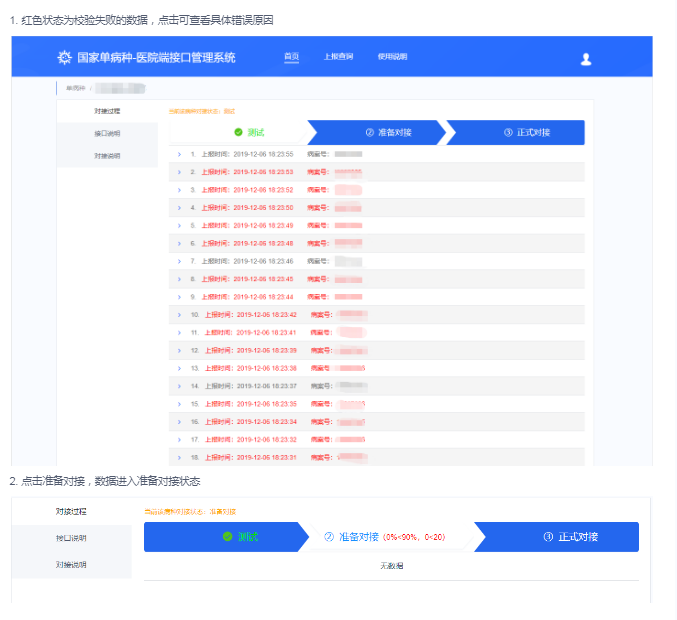 1. 红色状态为校验失败的数据，点击可查看具体错误原因
国家单病种-医院端接口管理系统 首页 上报查询 使用说明
单病种 /
对接过程
接口说明
对接说明
当前该病种对接状态：测试
测试 ② 准备对接 ③ 正式对接
1. 上报时间：2019-12-06 18:23:55 病案号：
2. 上报时间：2019-12-06 18:23:53 病案号：
3. 上报时间：2019-12-06 18:23:52 病案号：
4. 上报时间：2019-12-06 18:23:50 病案号：
5. 上报时间：2019-12-06 18:23:49 病案号：
6. 上报时间：2019-12-06 18:23:48 病案号：
7. 上报时间：2019-12-06 18:23:46 病案号：
8. 上报时间：2019-12-06 18:23:45 病案号：
9. 上报时间：2019-12-06 18:23:44 病案号：
10. 上报时间：2019-12-06 18:23:42 病案号：
11. 上报时间：2019-12-06 18:23:41 病案号：
12. 上报时间：2019-12-06 18:23:39 病案号：
13. 上报时间：2019-12-06 18:23:38 病案号：
14. 上报时间：2019-12-06 18:23:37 病案号：
15. 上报时间：2019-12-06 18:23:35 病案号：
16. 上报时间：2019-12-06 18:23:34 病案号：
17. 上报时间：2019-12-06 18:23:32 病案号：
18. 上报时间：2019-12-06 18:23:31 病案号：
2. 点击准备对接，数据进入准备对接状态
对接过程
接口说明
对接说明
当前该病种对接状态：准备对接
测试 ② 准备对接 (0%<90%，0<20) ③ 正式对接
无数据